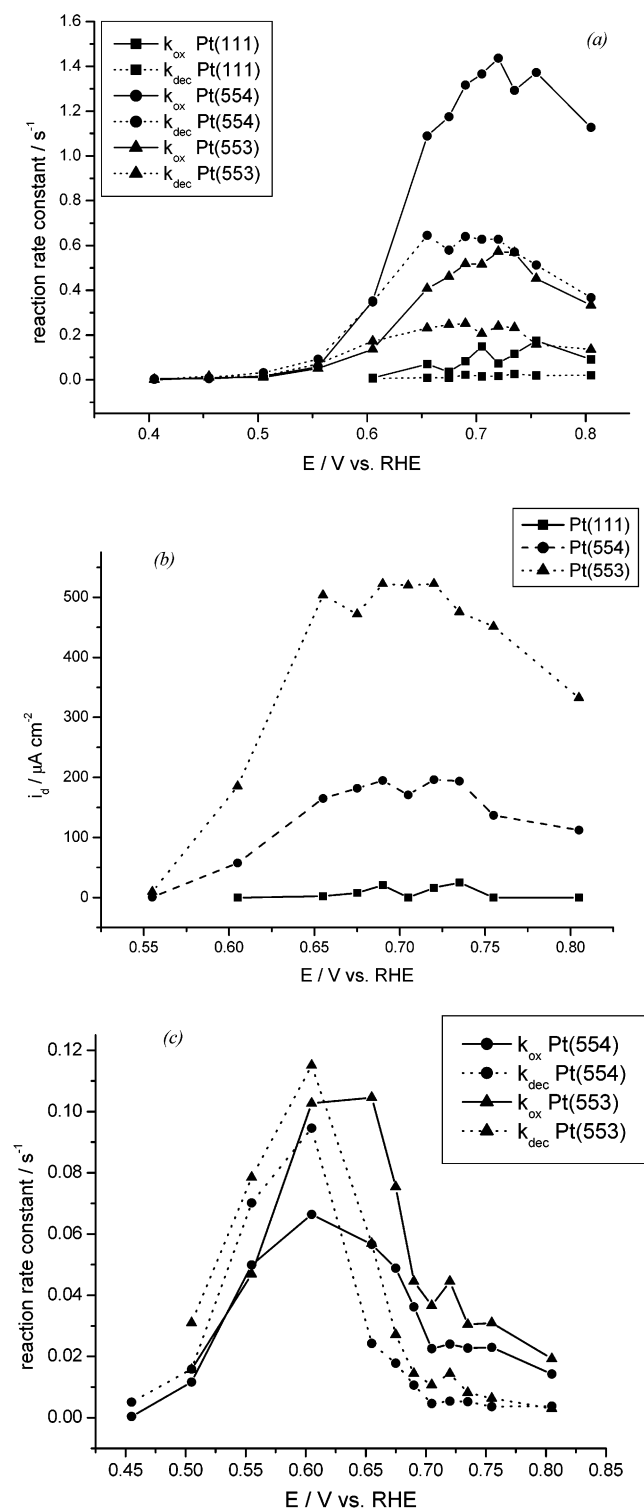 (a)
k_ox Pt(111)
k_dec Pt(111)
k_ox Pt(554)
k_dec Pt(554)
k_ox Pt(553)
k_dec Pt(553)
reaction rate constant / s⁻¹
1.6
1.4
1.2
1.0
0.8
0.6
0.4
0.2
0.0
0.4 0.5 0.6 0.7 0.8
E / V vs. RHE
(b)
Pt(111)
Pt(554)
Pt(553)
i_d / μA cm⁻²
500
400
300
200
100
0
0.55 0.60 0.65 0.70 0.75 0.80
E / V vs. RHE
(c)
k_ox Pt(554)
k_dec Pt(554)
k_ox Pt(553)
k_dec Pt(553)
reaction rate constant / s⁻¹
0.12
0.10
0.08
0.06
0.04
0.02
0.00
0.45 0.50 0.55 0.60 0.65 0.70 0.75 0.80 0.85
E / V vs. RHE